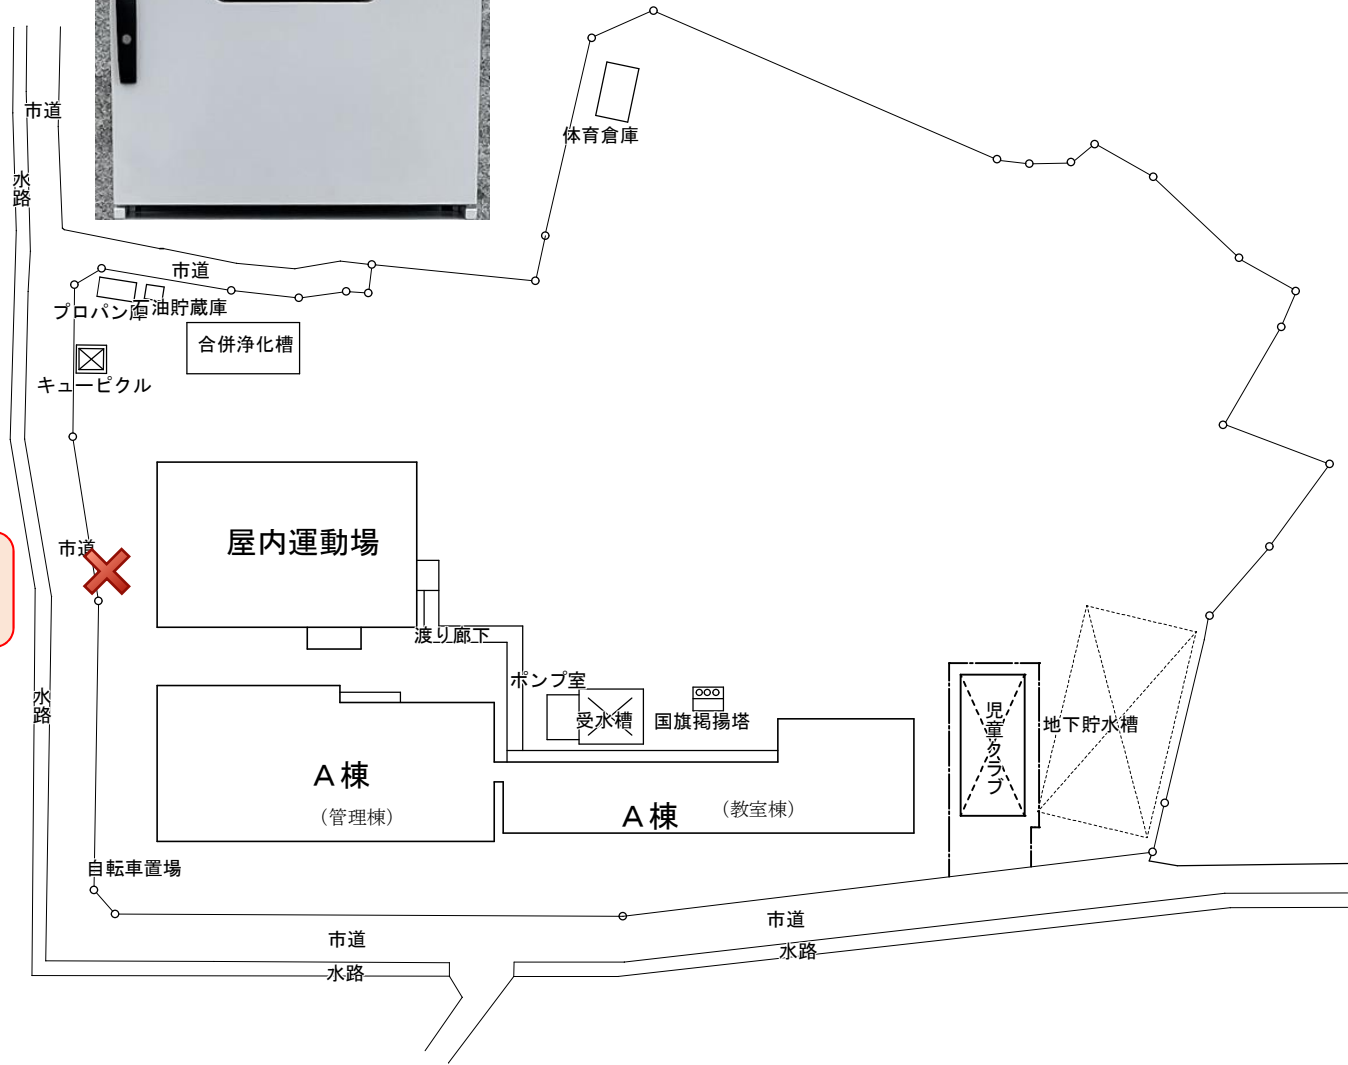 市道
水路
体育倉庫
市道
プロパン庫
石油貯蔵庫
合併浄化槽
キュービクル
屋内運動場
市道
渡り廊下
ポンプ室
受水槽
国旗掲揚塔
児童クラブ
地下貯水槽
水路
A棟
(管理棟)
A棟
(教室棟)
自転車置場
市道
市道
水路
水路